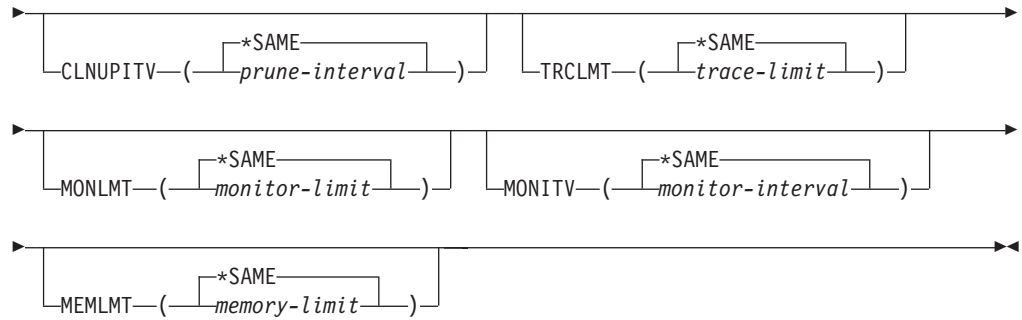 *SAME *SAME
CLNUPITV ( prune-interval ) TRCLMT ( trace-limit )
*SAME *SAME
MONLMT ( monitor-limit ) MONITV ( monitor-interval )
*SAME
MEMLMT ( memory-limit )